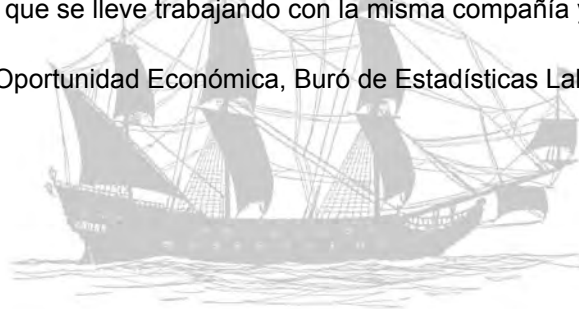 que se lleve trabajando con la misma compañía y
Oportunidad Económica, Buró de Estadísticas